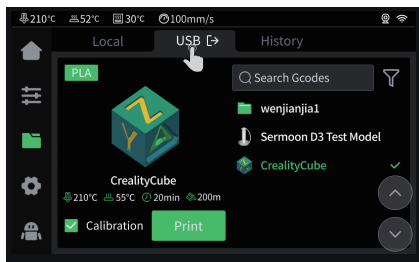 210°C 52°C 30°C 100mm/s
Local USB History
PLA
Search Gcodes
wenjianjia1
Sermoon D3 Test Model
CrealityCube
CrealityCube
210°C 55°C 20min 200m
Calibration Print